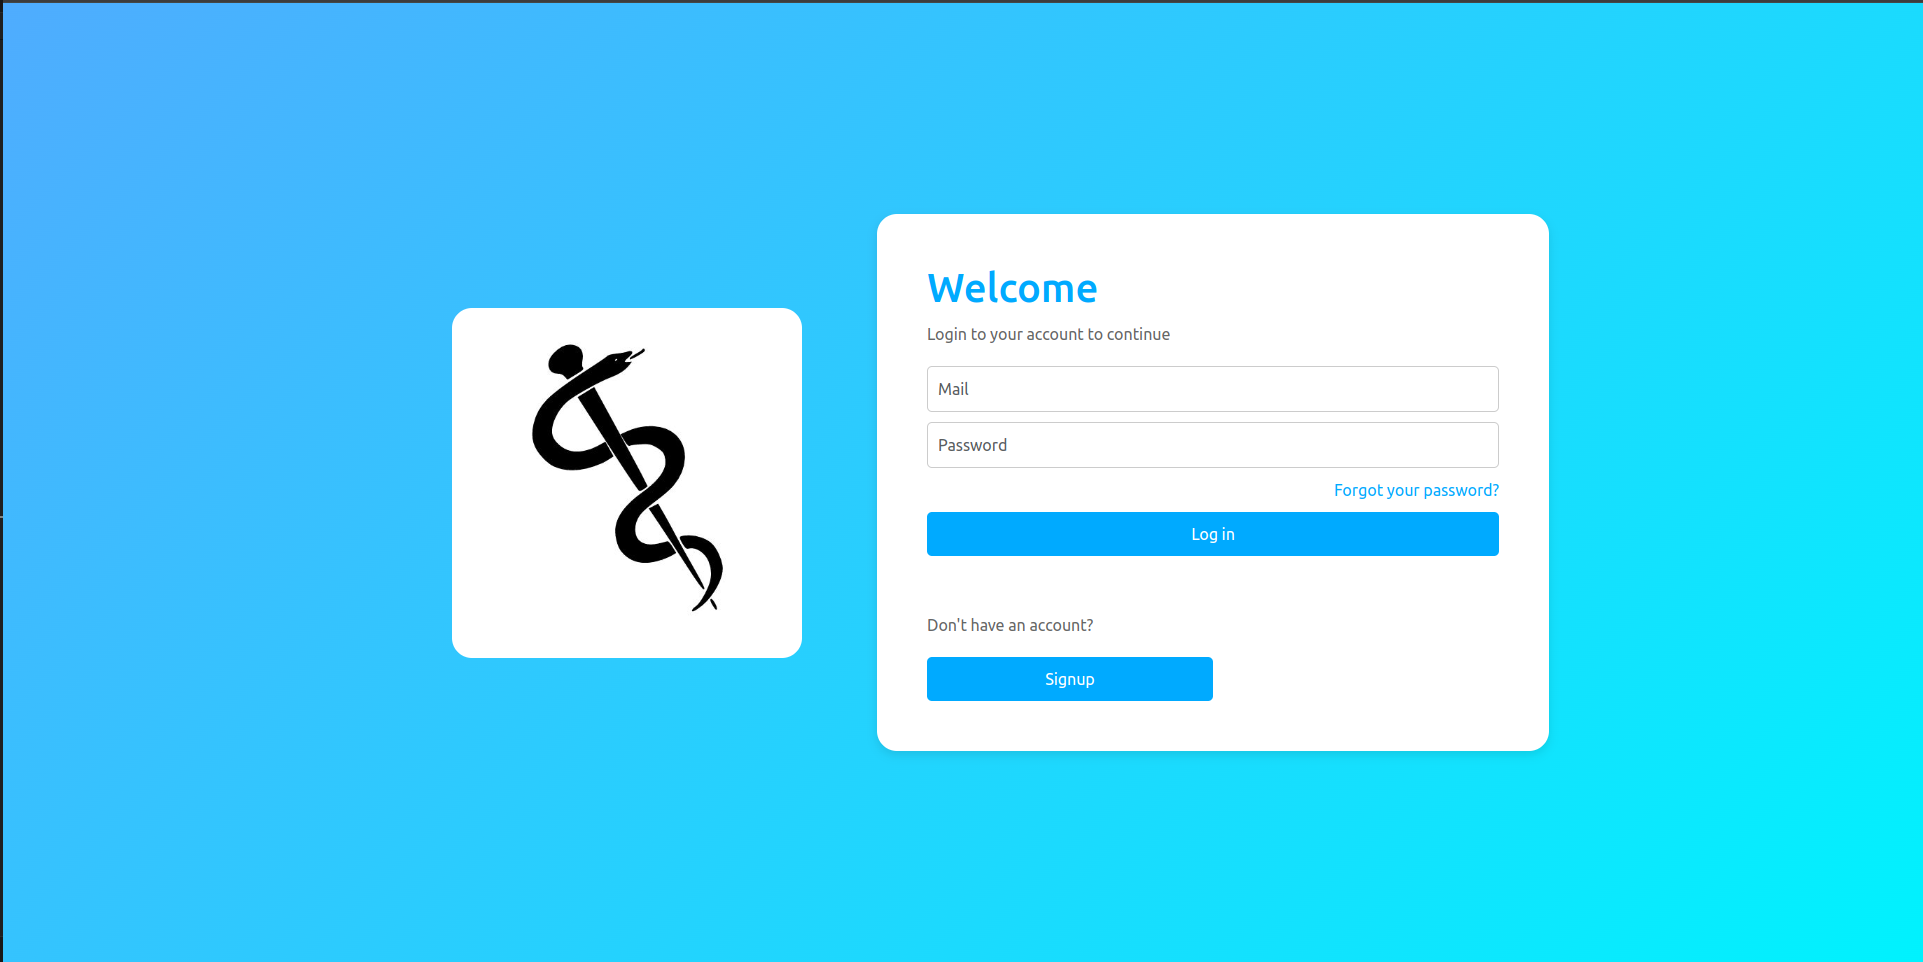 Welcome
Login to your account to continue
Mail
Password
Forgot your password?
Log in
Don't have an account?
Signup